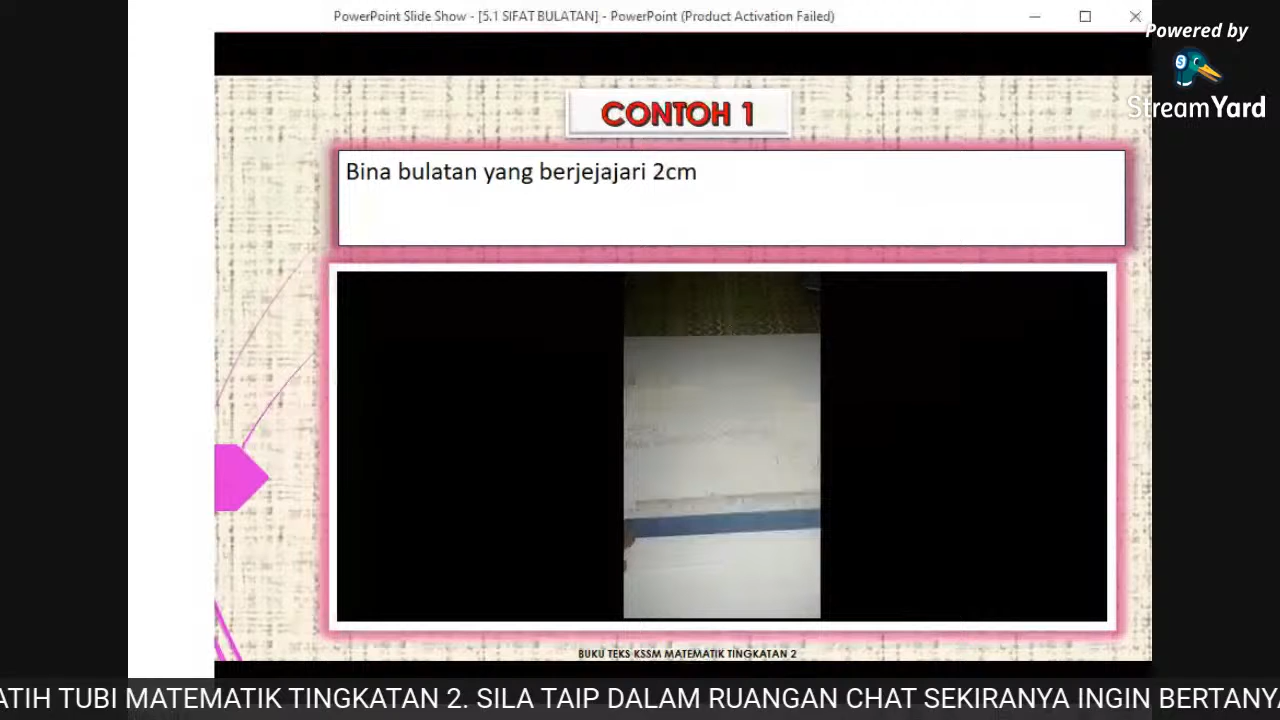 PowerPoint Slide Show - [5.1 SIFAT BULATAN] - PowerPoint (Product Activation Failed)
Powered by
StreamYard
CONTOH 1
Bina bulatan yang berjejajari 2cm
BUKU TEKS KSSM MATEMATIK TINGKATAN 2
ATIH TUBI MATEMATIK TINGKATAN 2. SILA TAIP DALAM RUANGAN CHAT SEKIRANYA INGIN BERTANYA